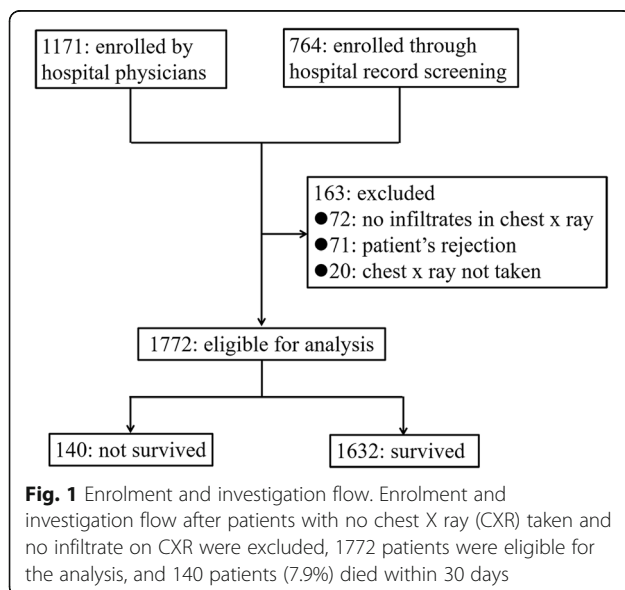 1171: enrolled by
hospital physicians
764: enrolled through
hospital record screening
163: excluded
●72: no infiltrates in chest x ray
●71: patient's rejection
●20: chest x ray not taken
1772: eligible for analysis
140: not survived
1632: survived
Fig. 1 Enrolment and investigation flow. Enrolment and
investigation flow after patients with no chest X ray (CXR) taken and
no infiltrate on CXR were excluded, 1772 patients were eligible for
the analysis, and 140 patients (7.9%) died within 30 days